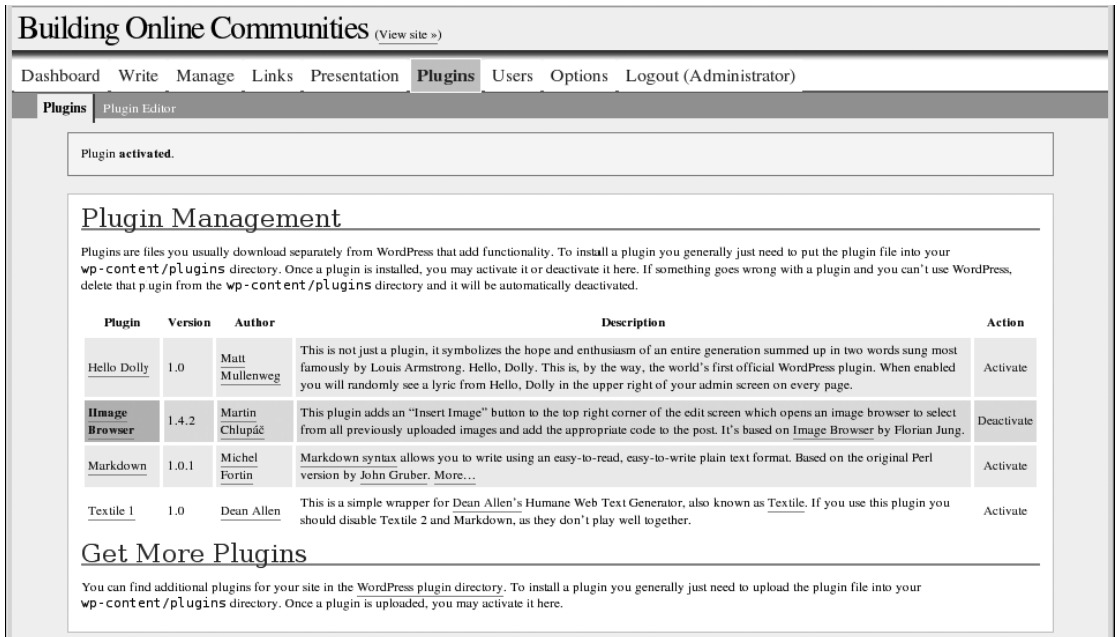 Building Online Communities (View site »)
Dashboard Write Manage Links Presentation Plugins Users Options Logout (Administrator)
Plugins Plugin Editor
Plugin activated.
Plugin Management
Plugins are files you usually download separately from WordPress that add functionality. To install a plugin you generally just need to put the plugin file into your
wp-content/plugins directory. Once a plugin is installed, you may activate it or deactivate it here. If something goes wrong with a plugin and you can't use WordPress,
delete that plugin from the wp-content/plugins directory and it will be automatically deactivated.
Plugin Version Author Description Action
Hello Dolly 1.0 Matt Mullenweg This is not just a plugin, it symbolizes the hope and enthusiasm of an entire generation summed up in two words sung most
famously by Louis Armstrong. Hello, Dolly. This is, by the way, the world's first official WordPress plugin. When enabled
you will randomly see a lyric from Hello, Dolly in the upper right of your admin screen on every page. Activate
IImage Browser 1.4.2 Martin Chlupáč This plugin adds an “Insert Image” button to the top right corner of the edit screen which opens an image browser to select
from all previously uploaded images and add the appropriate code to the post. It's based on Image Browser by Florian Jung. Deactivate
Markdown 1.0.1 Michel Fortin Markdown syntax allows you to write using an easy-to-read, easy-to-write plain text format. Based on the original Perl
version by John Gruber. More... Activate
Textile 1 1.0 Dean Allen This is a simple wrapper for Dean Allen's Humane Web Text Generator, also known as Textile. If you use this plugin you
should disable Textile 2 and Markdown, as they don't play well together. Activate
Get More Plugins
You can find additional plugins for your site in the WordPress plugin directory. To install a plugin you generally just need to upload the plugin file into your
wp-content/plugins directory. Once a plugin is uploaded, you may activate it here.